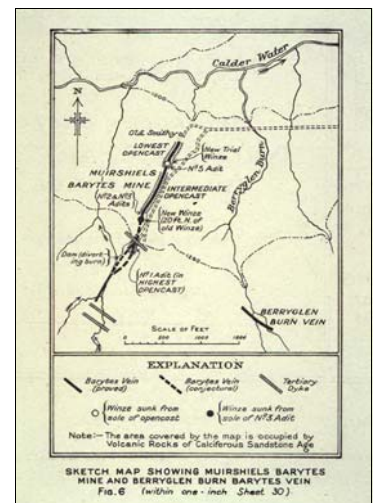 Calder Water
N
Old Smithy
LOWEST
OPENCAST
New Trial
Winze
Nº5 Adit
MUIRSHIELS
BARYTES MINE
INTERMEDIATE
OPENCAST
Nº2 & Nº3
Adits
New Winze
(20ft. N. of
old Winze)
Berryglen Burn
Dam (divert-
ing burn)
Nº1 Adit (in
HIGHEST
OPENCAST)
BERRYGLEN
BURN VEIN
SCALE OF FEET
EXPLANATION
Barytes Vein
(proved)
Barytes Vein
(conjectural)
Tertiary
Dyke
Winze sunk from
sole of opencast
Winze sunk from
sole of Nº5 Adit
Note:— The area covered by the map is occupied by
Volcanic Rocks of Calciferous Sandstone Age
SKETCH MAP SHOWING MUIRSHIELS BARYTES
MINE AND BERRYGLEN BURN BARYTES VEIN
FIG. 6 (within one-inch Sheet 30)